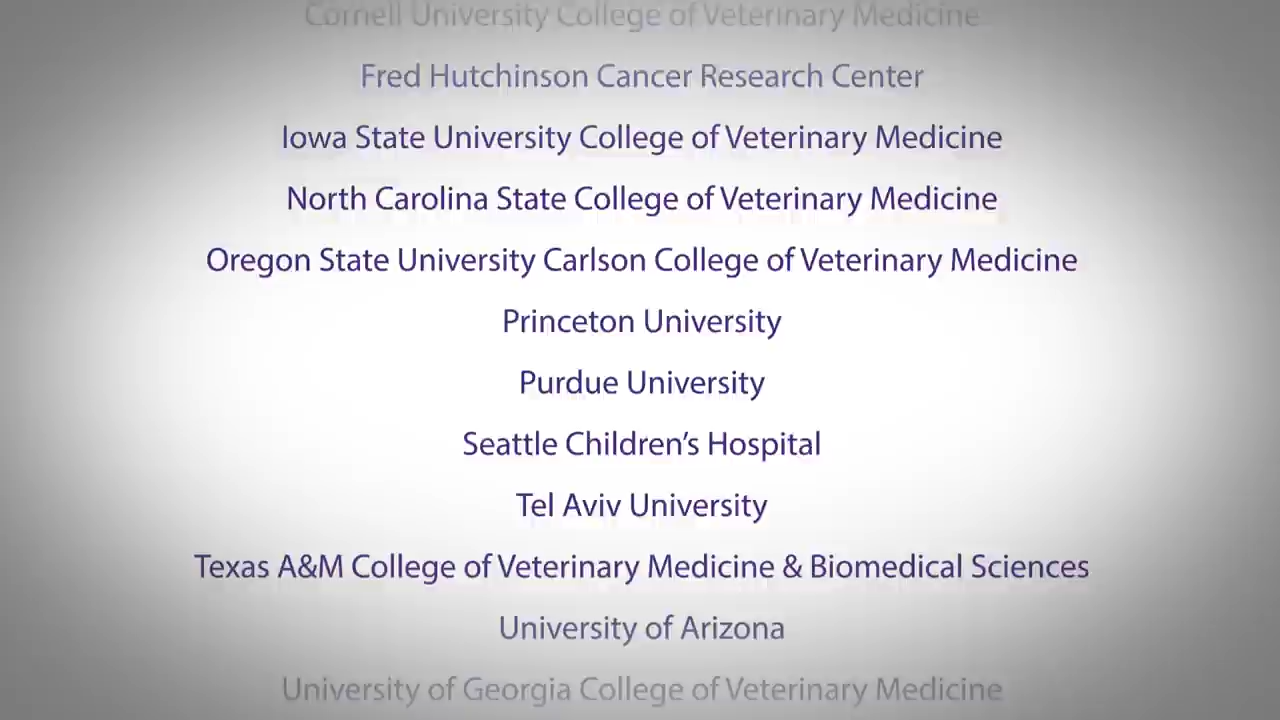 Cornell University College of Veterinary Medicine
Fred Hutchinson Cancer Research Center
Iowa State University College of Veterinary Medicine
North Carolina State College of Veterinary Medicine
Oregon State University Carlson College of Veterinary Medicine
Princeton University
Purdue University
Seattle Children's Hospital
Tel Aviv University
Texas A&M College of Veterinary Medicine & Biomedical Sciences
University of Arizona
University of Georgia College of Veterinary Medicine